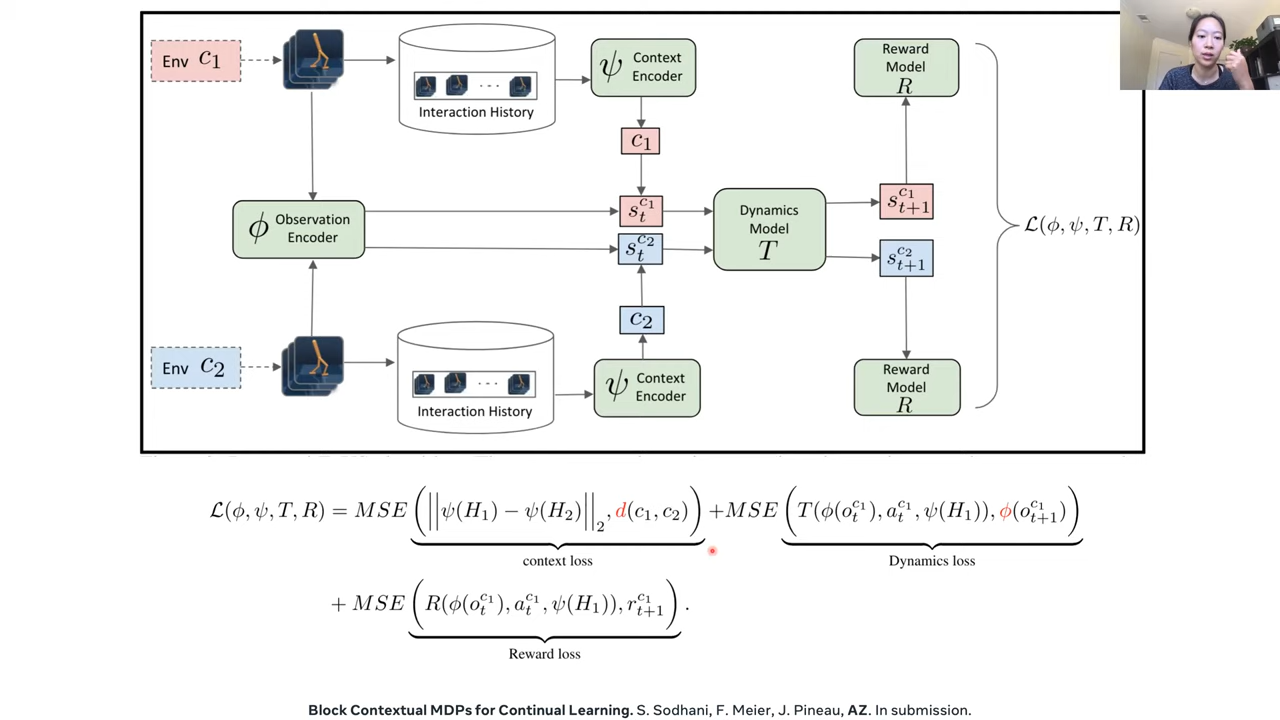 Env c₁
Interaction History
ψ Context Encoder
c₁
Reward Model R
ϕ Observation Encoder
s_t^{c₁}
s_t^{c₂}
Dynamics Model T
s_{t+1}^{c₁}
s_{t+1}^{c₂}
ℒ(ϕ, ψ, T, R)
c₂
Env c₂
Interaction History
ψ Context Encoder
Reward Model R
ℒ(ϕ, ψ, T, R) = MSE(||ψ(H₁) − ψ(H₂)||₂, d(c₁, c₂)) + MSE(T(ϕ(o_t^{c₁}), a_t^{c₁}, ψ(H₁)), ϕ(o_{t+1}^{c₁}))
context loss
Dynamics loss
+ MSE(R(ϕ(o_t^{c₁}), a_t^{c₁}, ψ(H₁)), r_{t+1}^{c₁}).
Reward loss
Block Contextual MDPs for Continual Learning. S. Sodhani, F. Meier, J. Pineau, AZ. In submission.